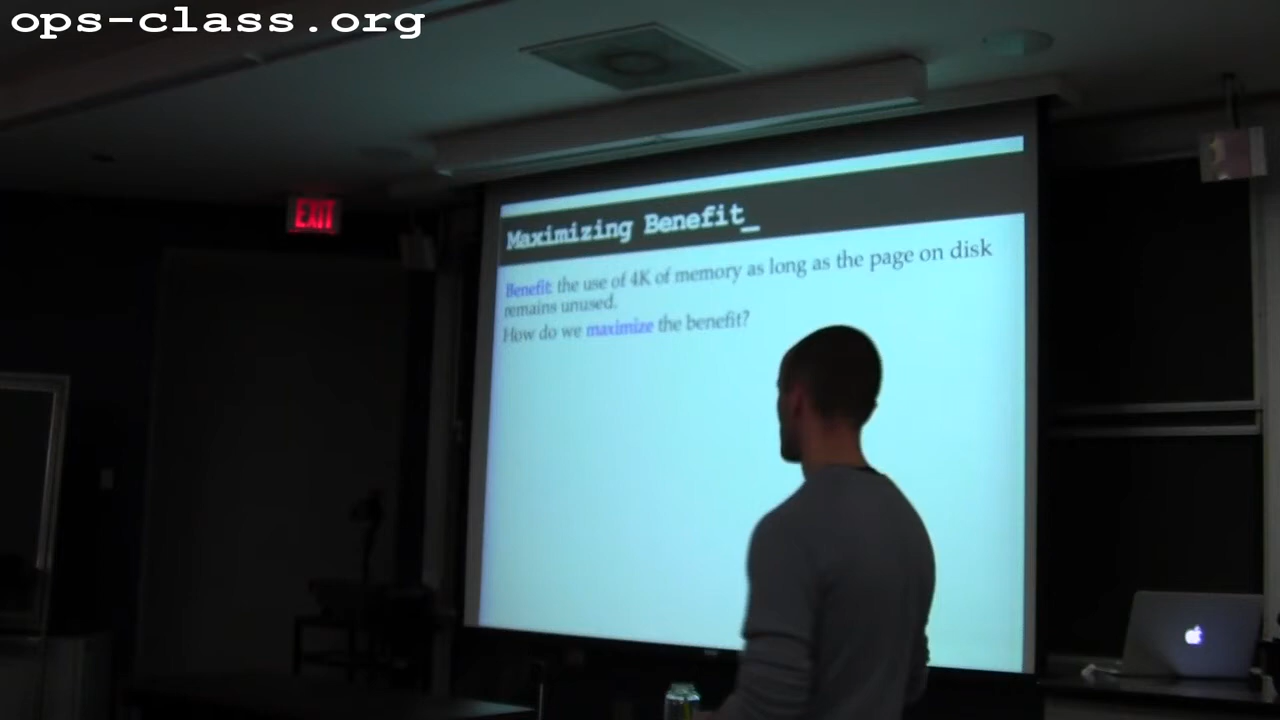 ops-class.org
EXIT
Maximizing Benefit_
Benefit: the use of 4K of memory as long as the page on disk
remains unused.
How do we maximize the benefit?